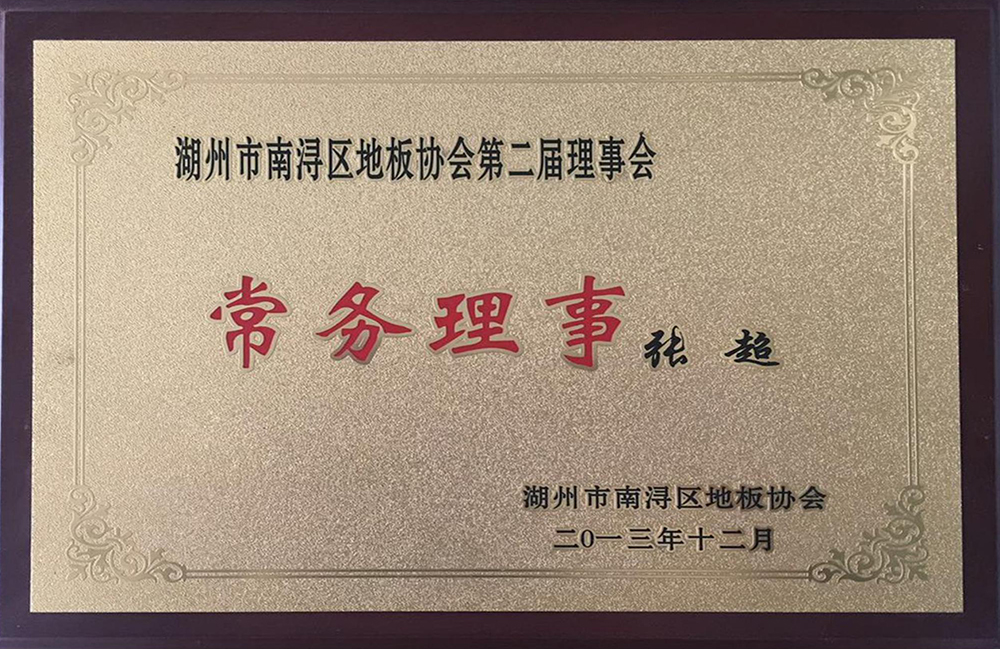 湖州市南浔区地板协会第二届理事会
常务理事 张超
湖州市南浔区地板协会
二0一三年十二月